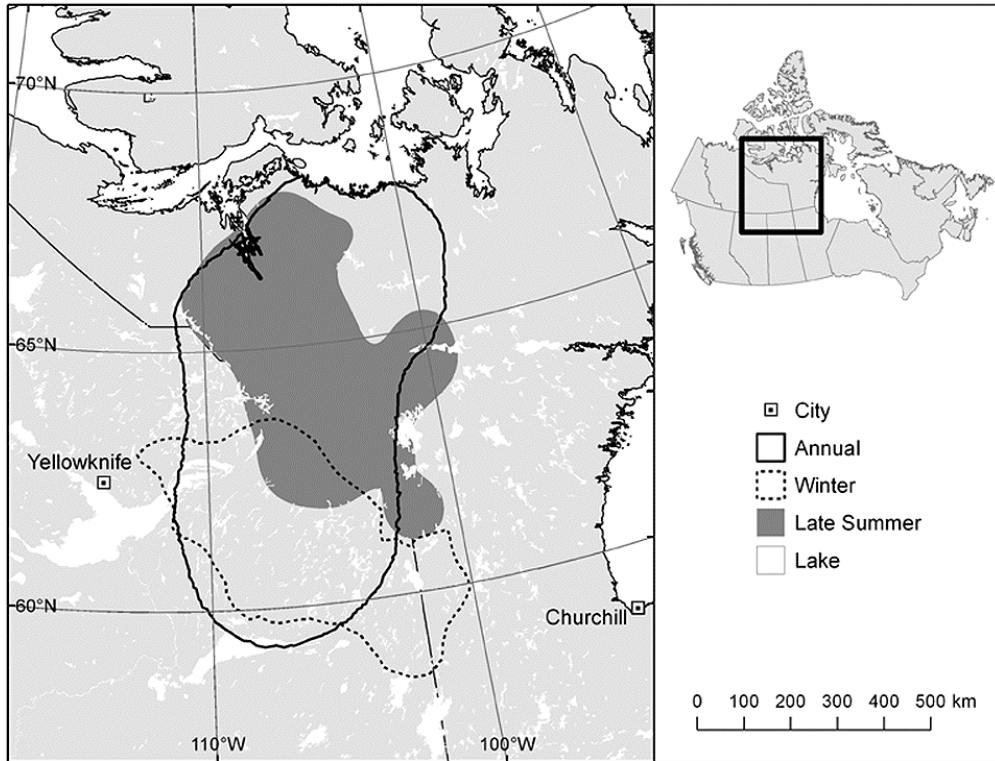 70°N
65°N
Yellowknife
60°N
Churchill
110°W
100°W
City
Annual
Winter
Late Summer
Lake
0 100 200 300 400 500 km